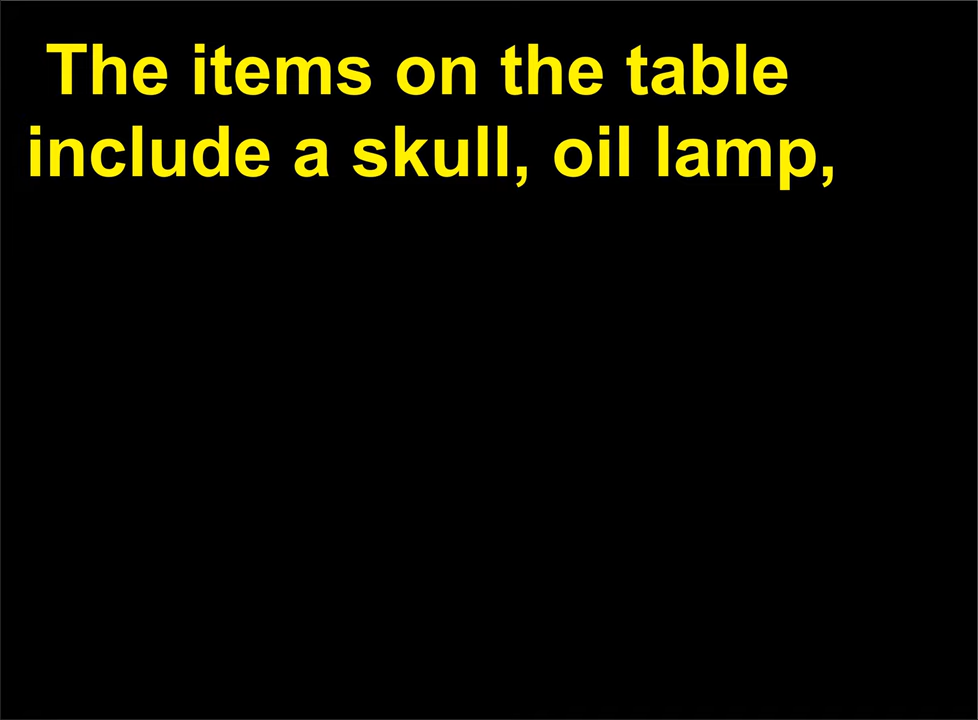 The items on the table
include a skull, oil lamp,